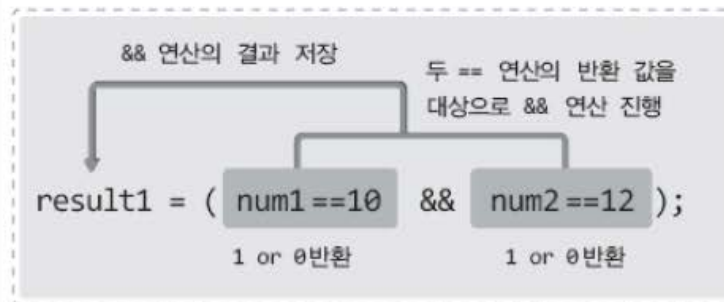 && 연산의 결과 저장
두 == 연산의 반환 값을
대상으로 && 연산 진행
result1 = ( num1==10 && num2==12 );
1 or 0반환 1 or 0반환